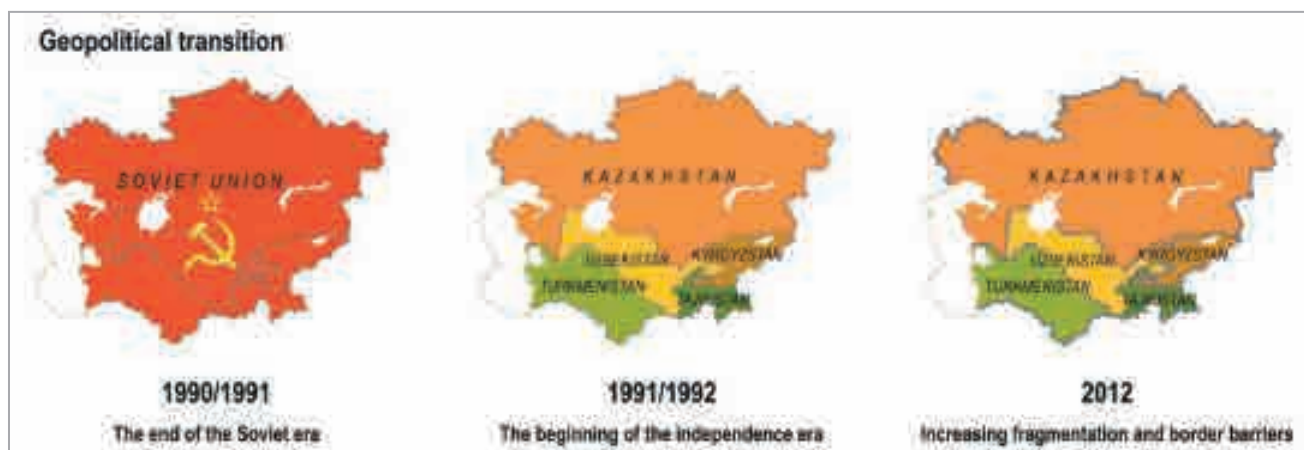 Geopolitical transition
SOVIET UNION
KAZAKHSTAN
UZBEKISTAN
KYRGYZSTAN
TURKMENISTAN
TAJIKISTAN
KAZAKHSTAN
UZBEKISTAN
KYRGYZSTAN
TURKMENISTAN
TAJIKISTAN
1990/1991
1991/1992
2012
The end of the Soviet era
The beginning of the independence era
Increasing fragmentation and border barriers